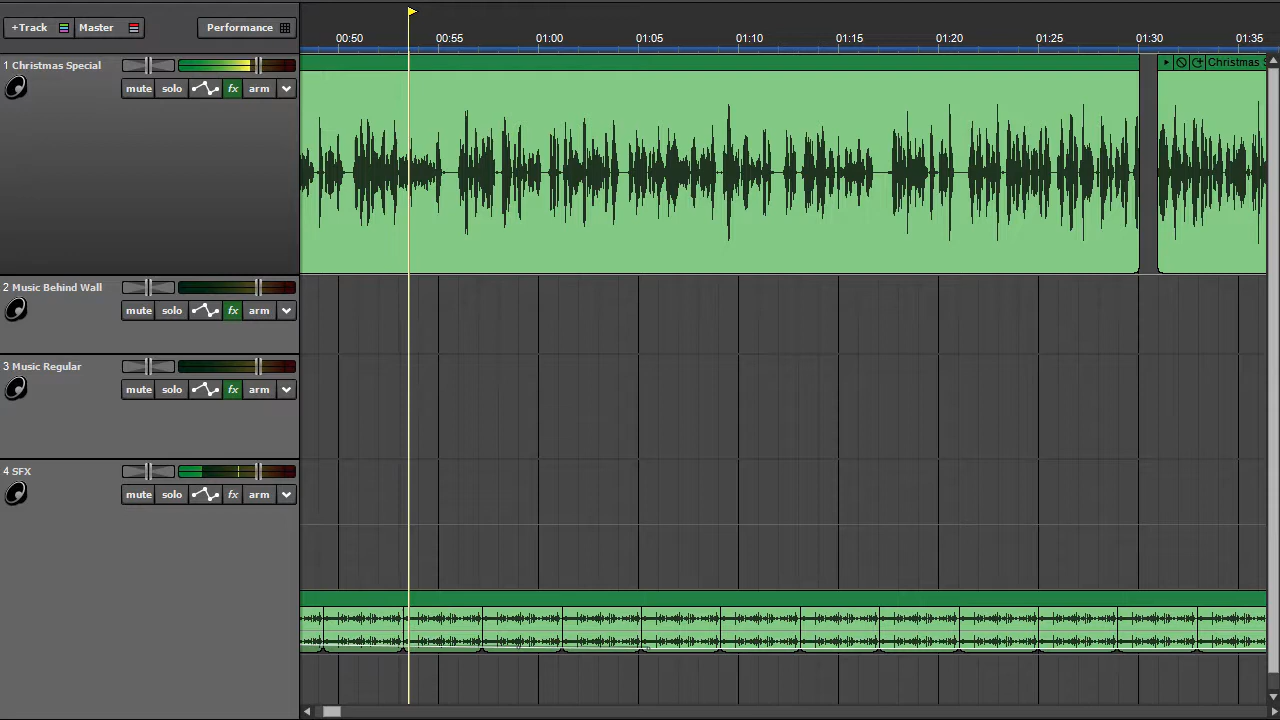 +Track Master Performance
00:50 00:55 01:00 01:05 01:10 01:15 01:20 01:25 01:30 01:35
1 Christmas Special
Christmas S
mute solo fx arm
2 Music Behind Wall
mute solo fx arm
3 Music Regular
mute solo fx arm
4 SFX
mute solo fx arm